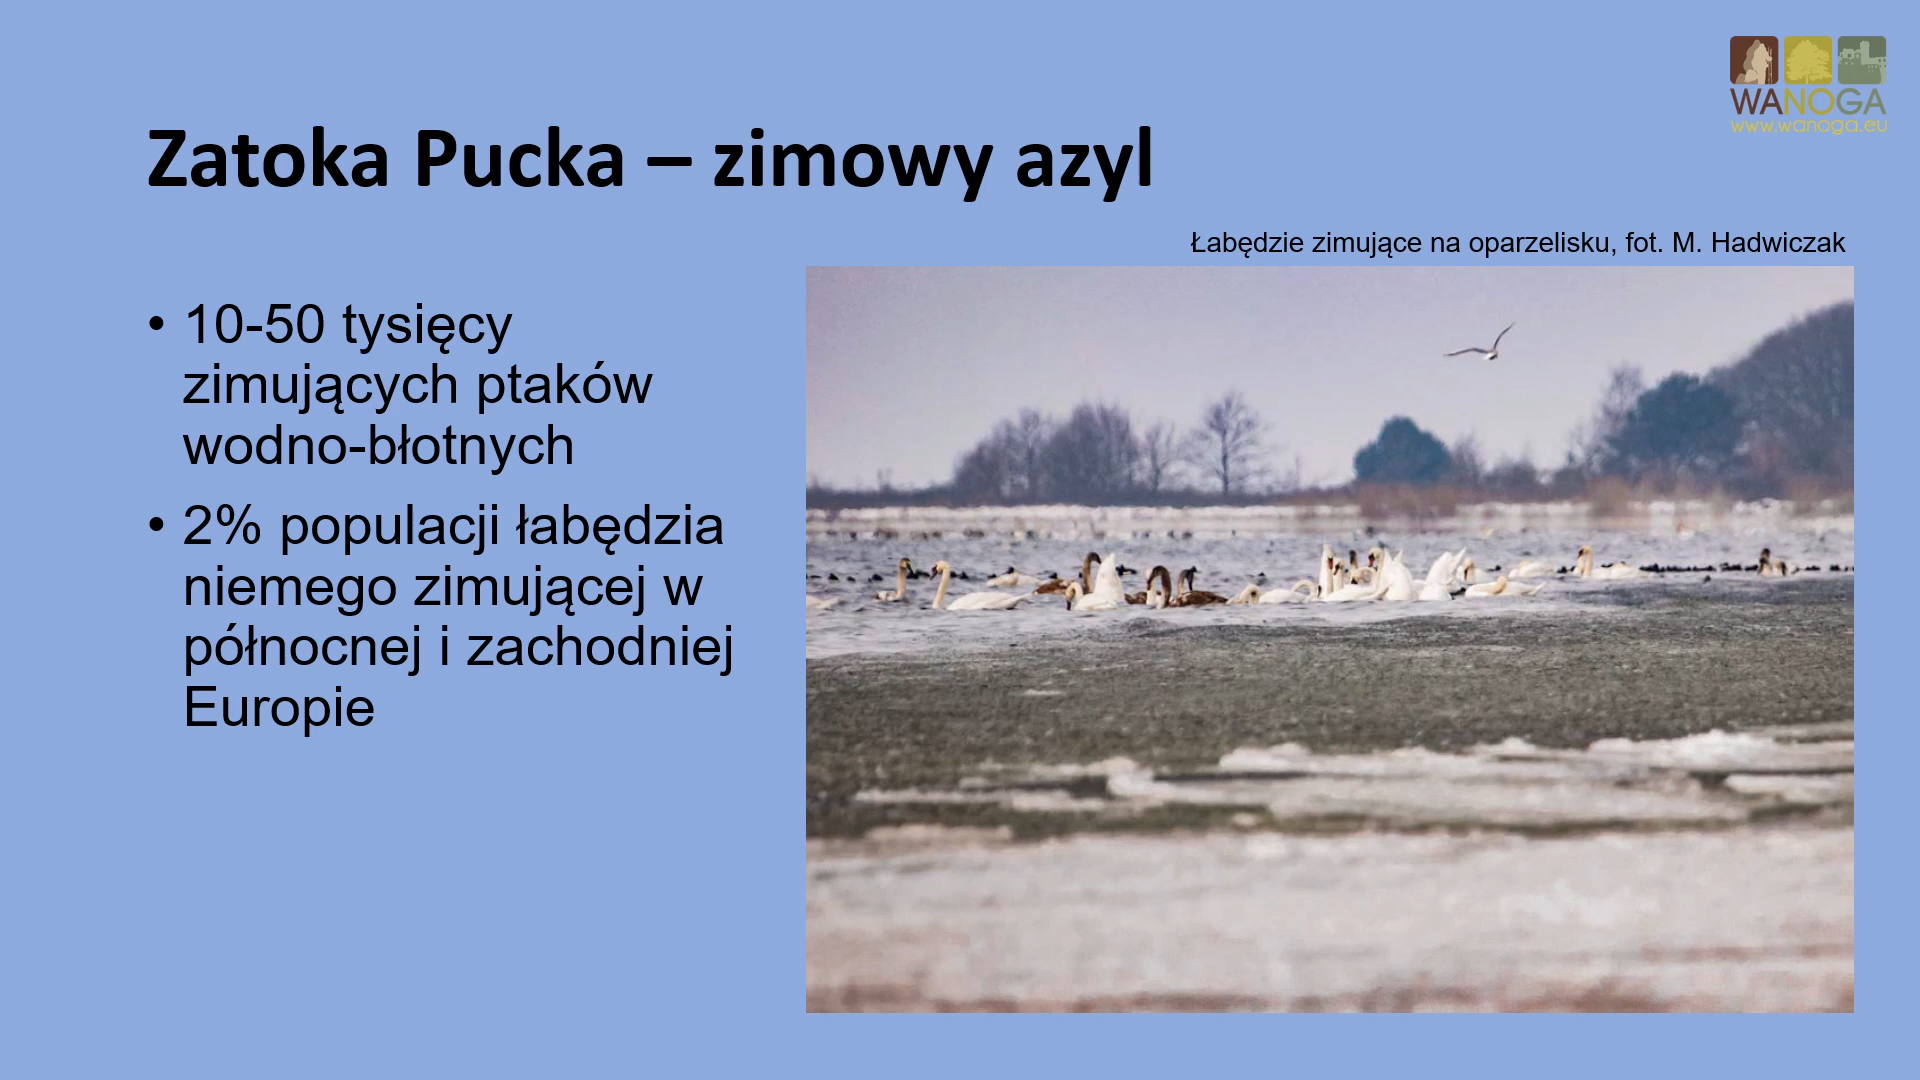 WANOGA
www.wanoga.eu
Zatoka Pucka – zimowy azyl
Łabędzie zimujące na oparzelisku, fot. M. Hadwiczak
• 10-50 tysięcy
zimujących ptaków
wodno-błotnych
• 2% populacji łabędzia
niemego zimującej w
północnej i zachodniej
Europie